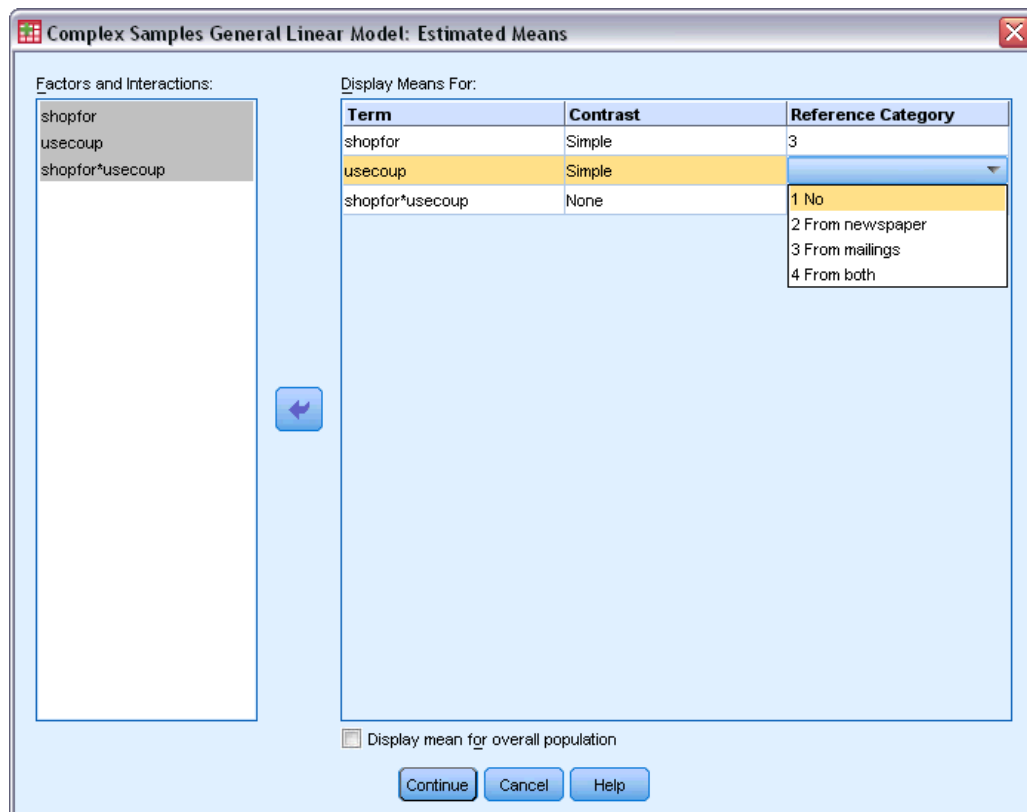 Complex Samples General Linear Model: Estimated Means
Factors and Interactions:
shopfor
usecoup
shopfor*usecoup
Display Means For:
Term Contrast Reference Category
shopfor Simple 3
usecoup Simple
shopfor*usecoup None
1 No
2 From newspaper
3 From mailings
4 From both
Display mean for overall population
Continue Cancel Help